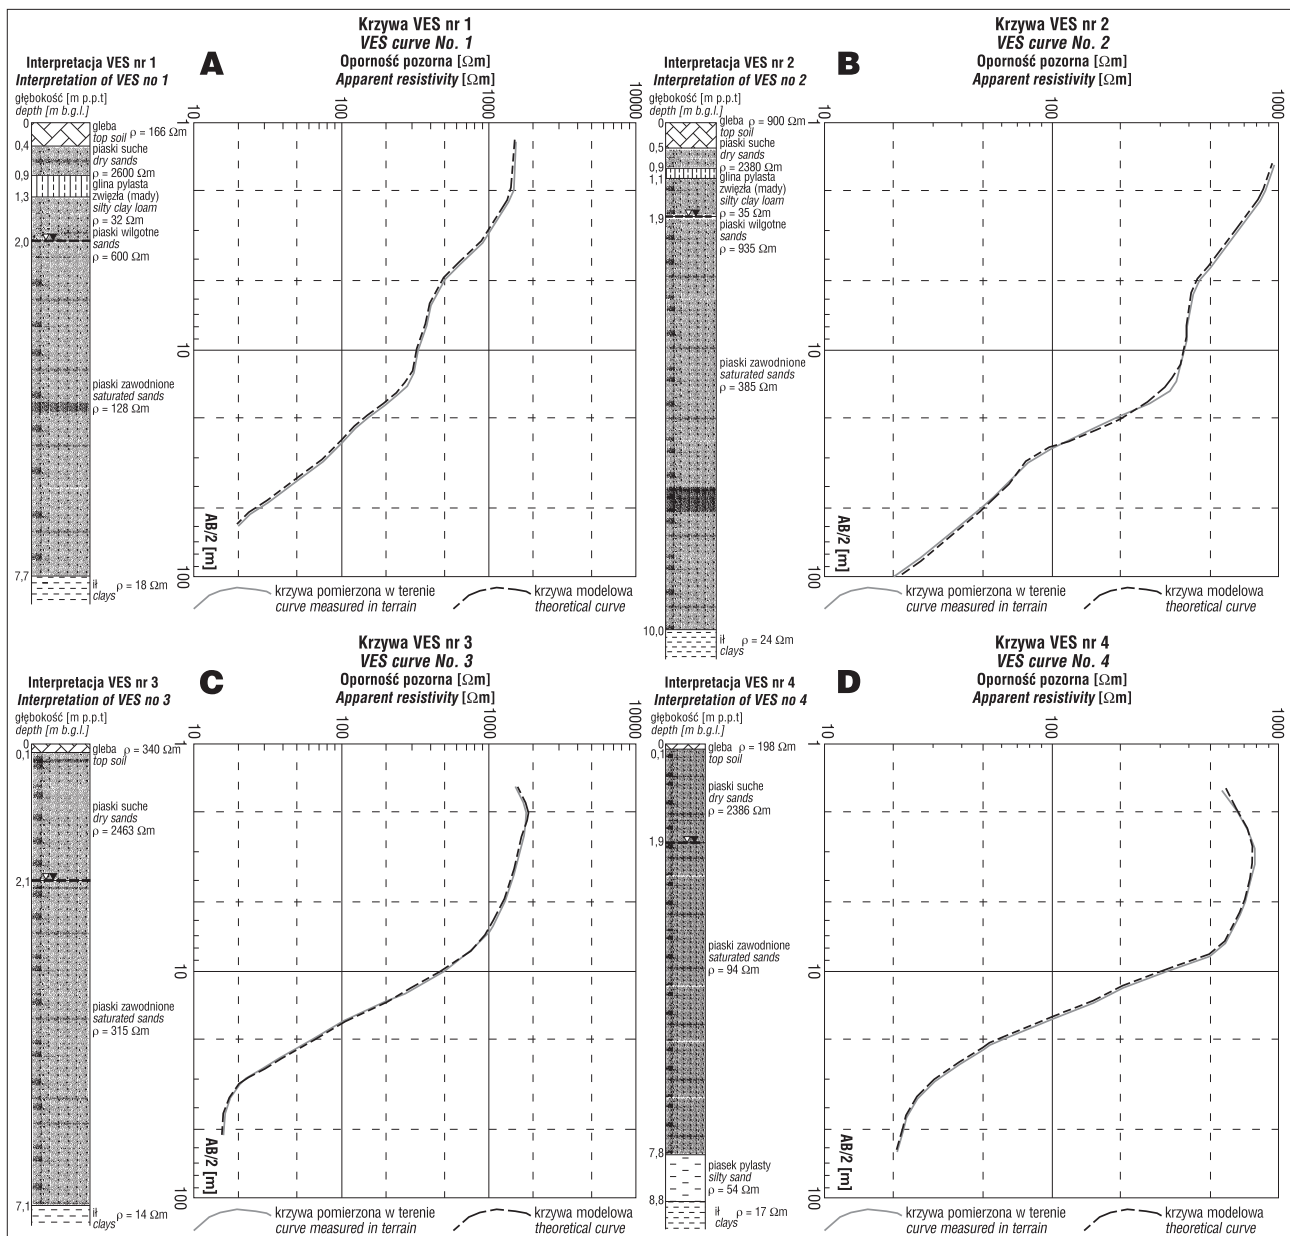 Krzywa VES nr 1
VES curve No. 1
Oporność pozorna [Ωm]
Apparent resistivity [Ωm]
A
Interpretacja VES nr 1
Interpretation of VES no 1
głębokość [m p.p.t]
depth [m b.g.l.]
0
gleba ρ = 166 Ωm
top soil
0,4
piaski suche
dry sands
ρ = 2600 Ωm
0,9
glina pylasta
zwięzła (mady)
1,3
silty clay loam
ρ = 32 Ωm
piaski wilgotne
2,0
sands
ρ = 600 Ωm
piaski zawodnione
saturated sands
ρ = 128 Ωm
7,7
ił ρ = 18 Ωm
clays
10
100
1000
10000
1
10
100
AB/2 [m]
krzywa pomierzona w terenie
curve measured in terrain
krzywa modelowa
theoretical curve
Krzywa VES nr 2
VES curve No. 2
Oporność pozorna [Ωm]
Apparent resistivity [Ωm]
B
Interpretacja VES nr 2
Interpretation of VES no 2
głębokość [m p.p.t]
depth [m b.g.l.]
0
gleba ρ = 900 Ωm
top soil
piaski suche
0,5
dry sands
0,9
ρ = 2380 Ωm
1,1
glina pylasta
zwięzła (mady)
silty clay loam
ρ = 35 Ωm
1,9
piaski wilgotne
sands
ρ = 935 Ωm
piaski zawodnione
saturated sands
ρ = 385 Ωm
10,0
ił ρ = 24 Ωm
clays
10
100
1000
1
10
100
AB/2 [m]
krzywa pomierzona w terenie
curve measured in terrain
krzywa modelowa
theoretical curve
Krzywa VES nr 3
VES curve No. 3
Oporność pozorna [Ωm]
Apparent resistivity [Ωm]
C
Interpretacja VES nr 3
Interpretation of VES no 3
głębokość [m p.p.t]
depth [m b.g.l.]
0
gleba ρ = 340 Ωm
0,1
top soil
piaski suche
dry sands
ρ = 2463 Ωm
2,1
piaski zawodnione
saturated sands
ρ = 315 Ωm
7,1
ił ρ = 14 Ωm
clays
10
100
1000
10000
1
10
100
AB/2 [m]
krzywa pomierzona w terenie
curve measured in terrain
krzywa modelowa
theoretical curve
Krzywa VES nr 4
VES curve No. 4
Oporność pozorna [Ωm]
Apparent resistivity [Ωm]
D
Interpretacja VES nr 4
Interpretation of VES no 4
głębokość [m p.p.t]
depth [m b.g.l.]
0
gleba ρ = 198 Ωm
0,1
top soil
piaski suche
dry sands
ρ = 2386 Ωm
1,9
piaski zawodnione
saturated sands
ρ = 94 Ωm
7,8
piasek pylasty
silty sand
ρ = 54 Ωm
8,8
ił ρ = 17 Ωm
clays
10
100
1000
1
10
100
AB/2 [m]
krzywa pomierzona w terenie
curve measured in terrain
krzywa modelowa
theoretical curve